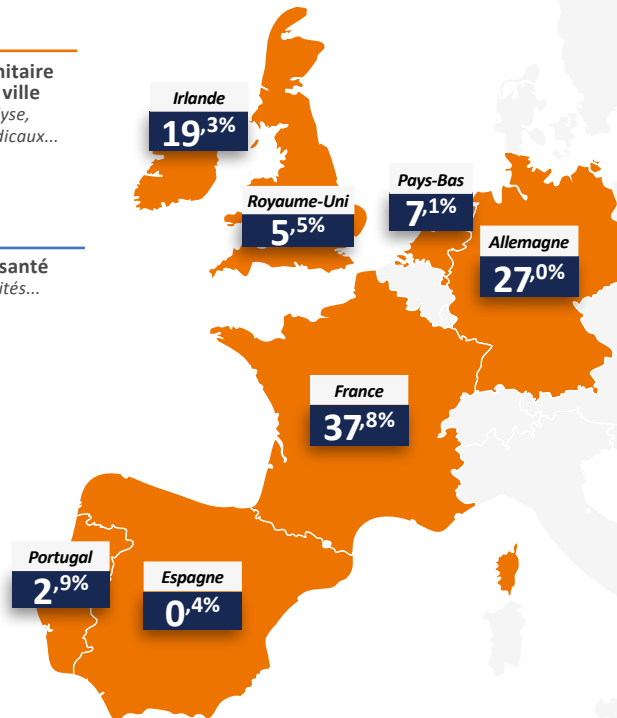 nitaire
ville
lyse,
dicaux...
santé
ités...
Irlande
19,3%
Royaume-Uni
5,5%
Pays-Bas
7,1%
Allemagne
27,0%
France
37,8%
Portugal
2,9%
Espagne
0,4%